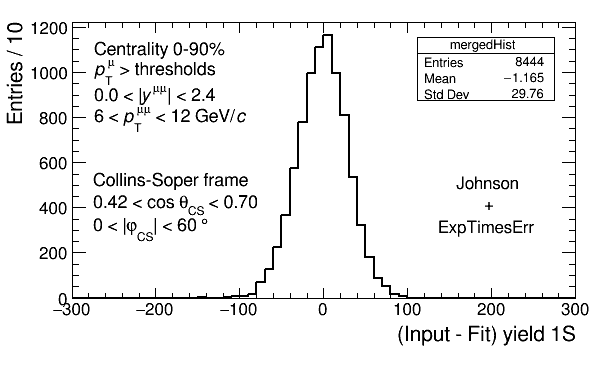 Entries / 10
1200
1000
800
600
400
200
0
Centrality 0-90%
p_T^μ > thresholds
0.0 < |y^μμ| < 2.4
6 < p_T^μμ < 12 GeV/c
Collins-Soper frame
0.42 < cos θ_CS < 0.70
0 < |φ_CS| < 60 °
mergedHist
Entries 8444
Mean −1.165
Std Dev 29.76
Johnson
+
ExpTimesErr
−300 −200 −100 0 100 200 300
(Input - Fit) yield 1S